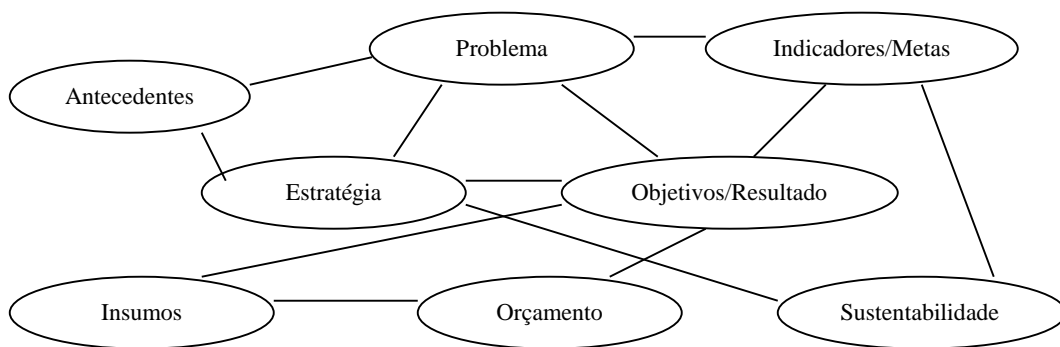 Problema
Indicadores/Metas
Antecedentes
Estratégia
Objetivos/Resultado
Insumos
Orçamento
Sustentabilidade